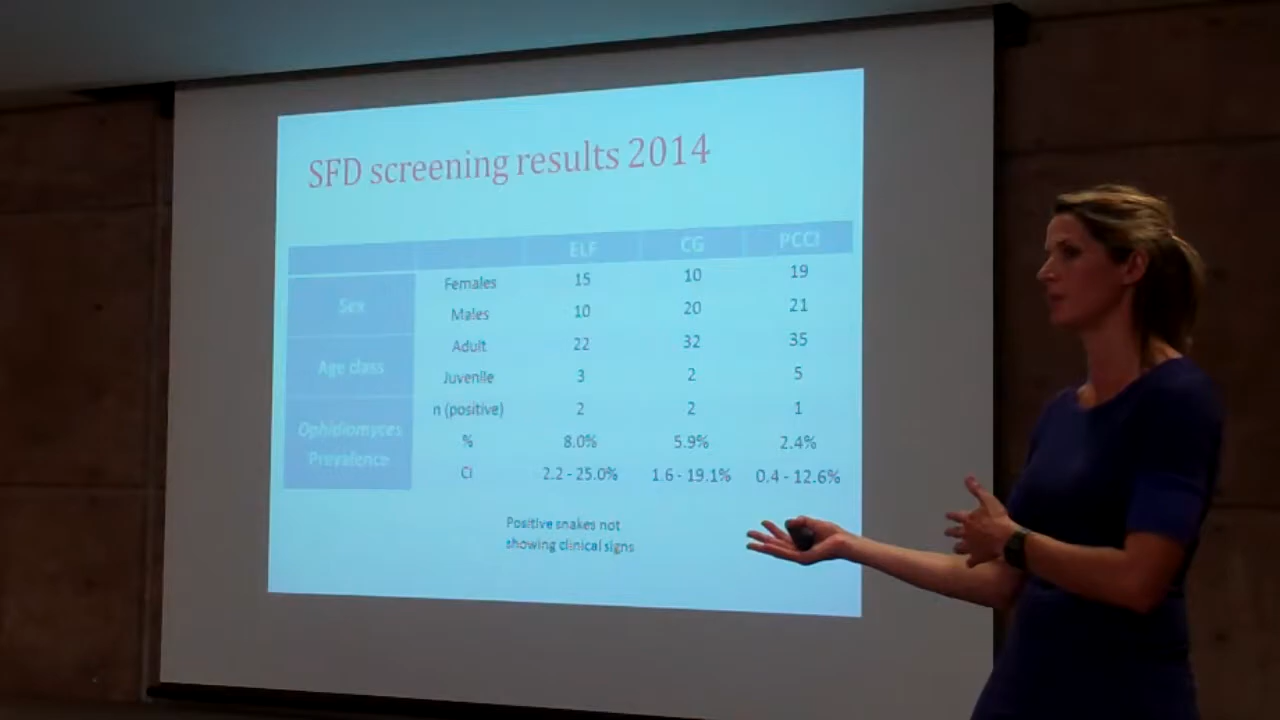 SFD screening results 2014
ELF CG PCCI
Sex Females 15 10 19
Males 10 20 21
Age class Adult 22 32 35
Juvenile 3 2 5
Ophidiomyces Prevalence n (positive) 2 2 1
% 8.0% 5.9% 2.4%
CI 2.2 - 25.0% 1.6 - 19.1% 0.4 - 12.6%
Positive snakes not
showing clinical signs